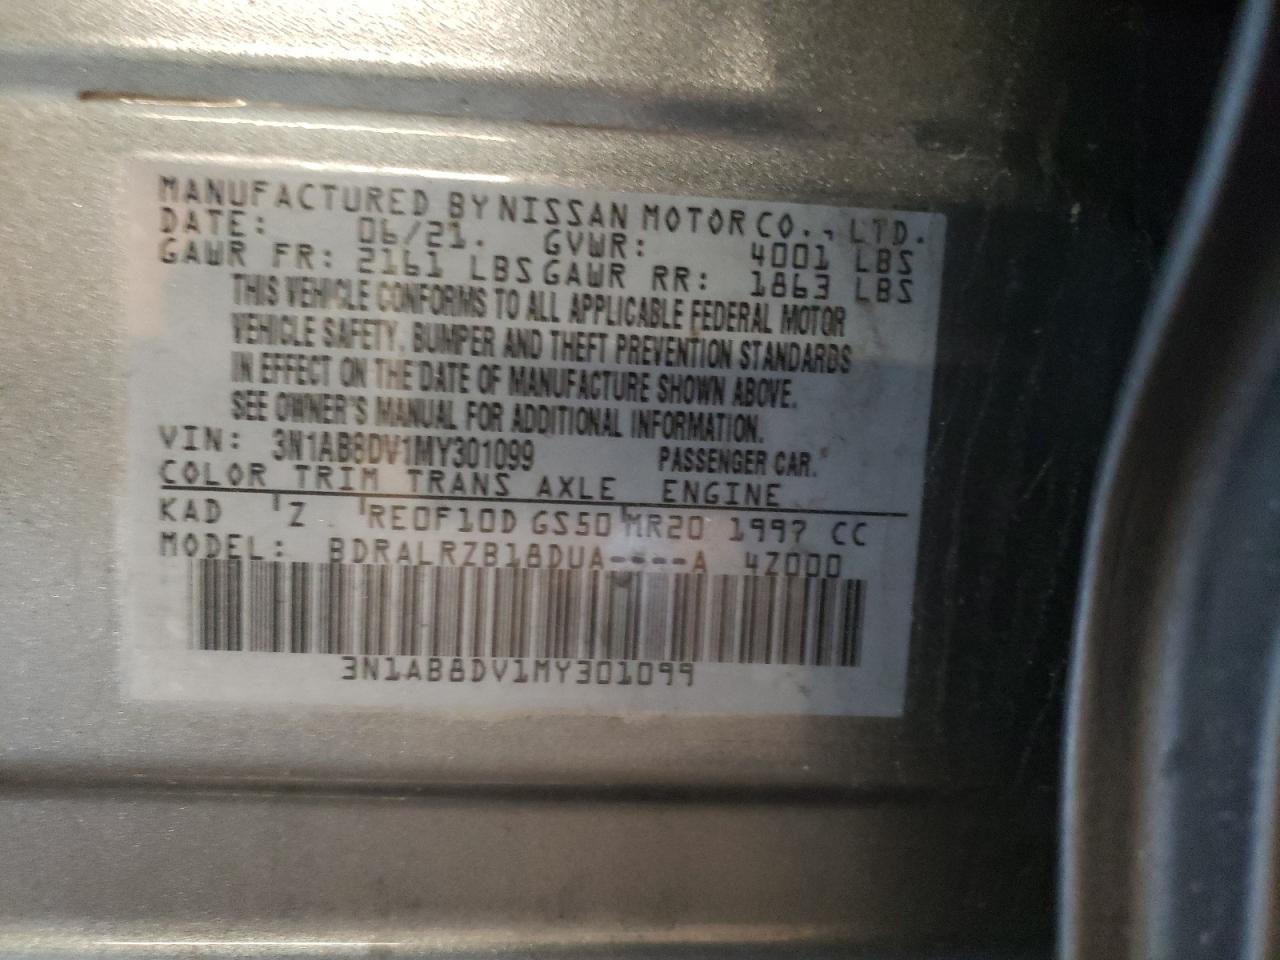 MANUFACTURED BY NISSAN MOTOR CO., LTD.
DATE: 06/21. GVWR: 4001 LBS
GAWR FR: 2161 LBS GAWR RR: 1863 LBS
THIS VEHICLE CONFORMS TO ALL APPLICABLE FEDERAL MOTOR
VEHICLE SAFETY, BUMPER AND THEFT PREVENTION STANDARDS
IN EFFECT ON THE DATE OF MANUFACTURE SHOWN ABOVE.
SEE OWNER'S MANUAL FOR ADDITIONAL INFORMATION.
VIN: 3N1AB8DV1MY301099 PASSENGER CAR.
COLOR TRIM TRANS AXLE ENGINE
KAD Z RE0F10D GS50 MR20 1997 CC
MODEL: BDRALRZB18DUA----A 4Z000
3N1AB8DV1MY301099